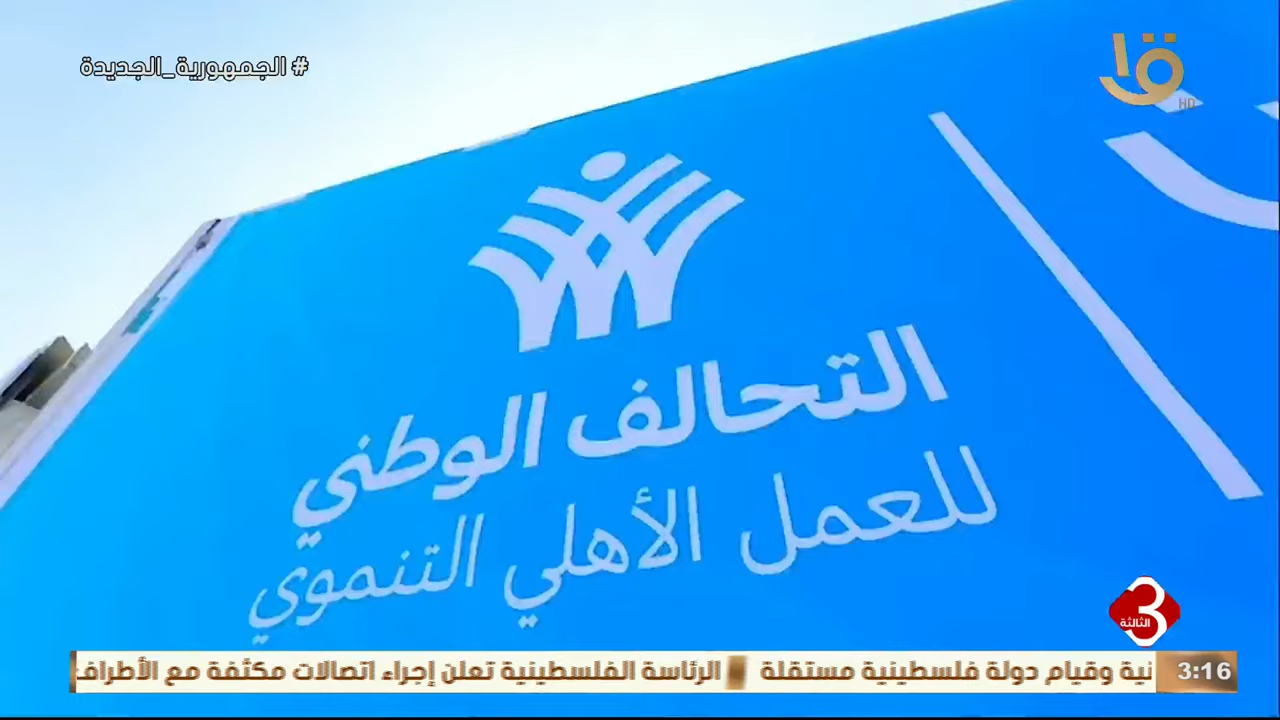 # الجمهورية_الجديدة
HD
التحالف الوطني
للعمل الأهلي التنموي
3
الثالثة
3:16 نية وقيام دولة فلسطينية مستقلة الرئاسة الفلسطينية تعلن إجراء اتصالات مكثفة مع الأطراف